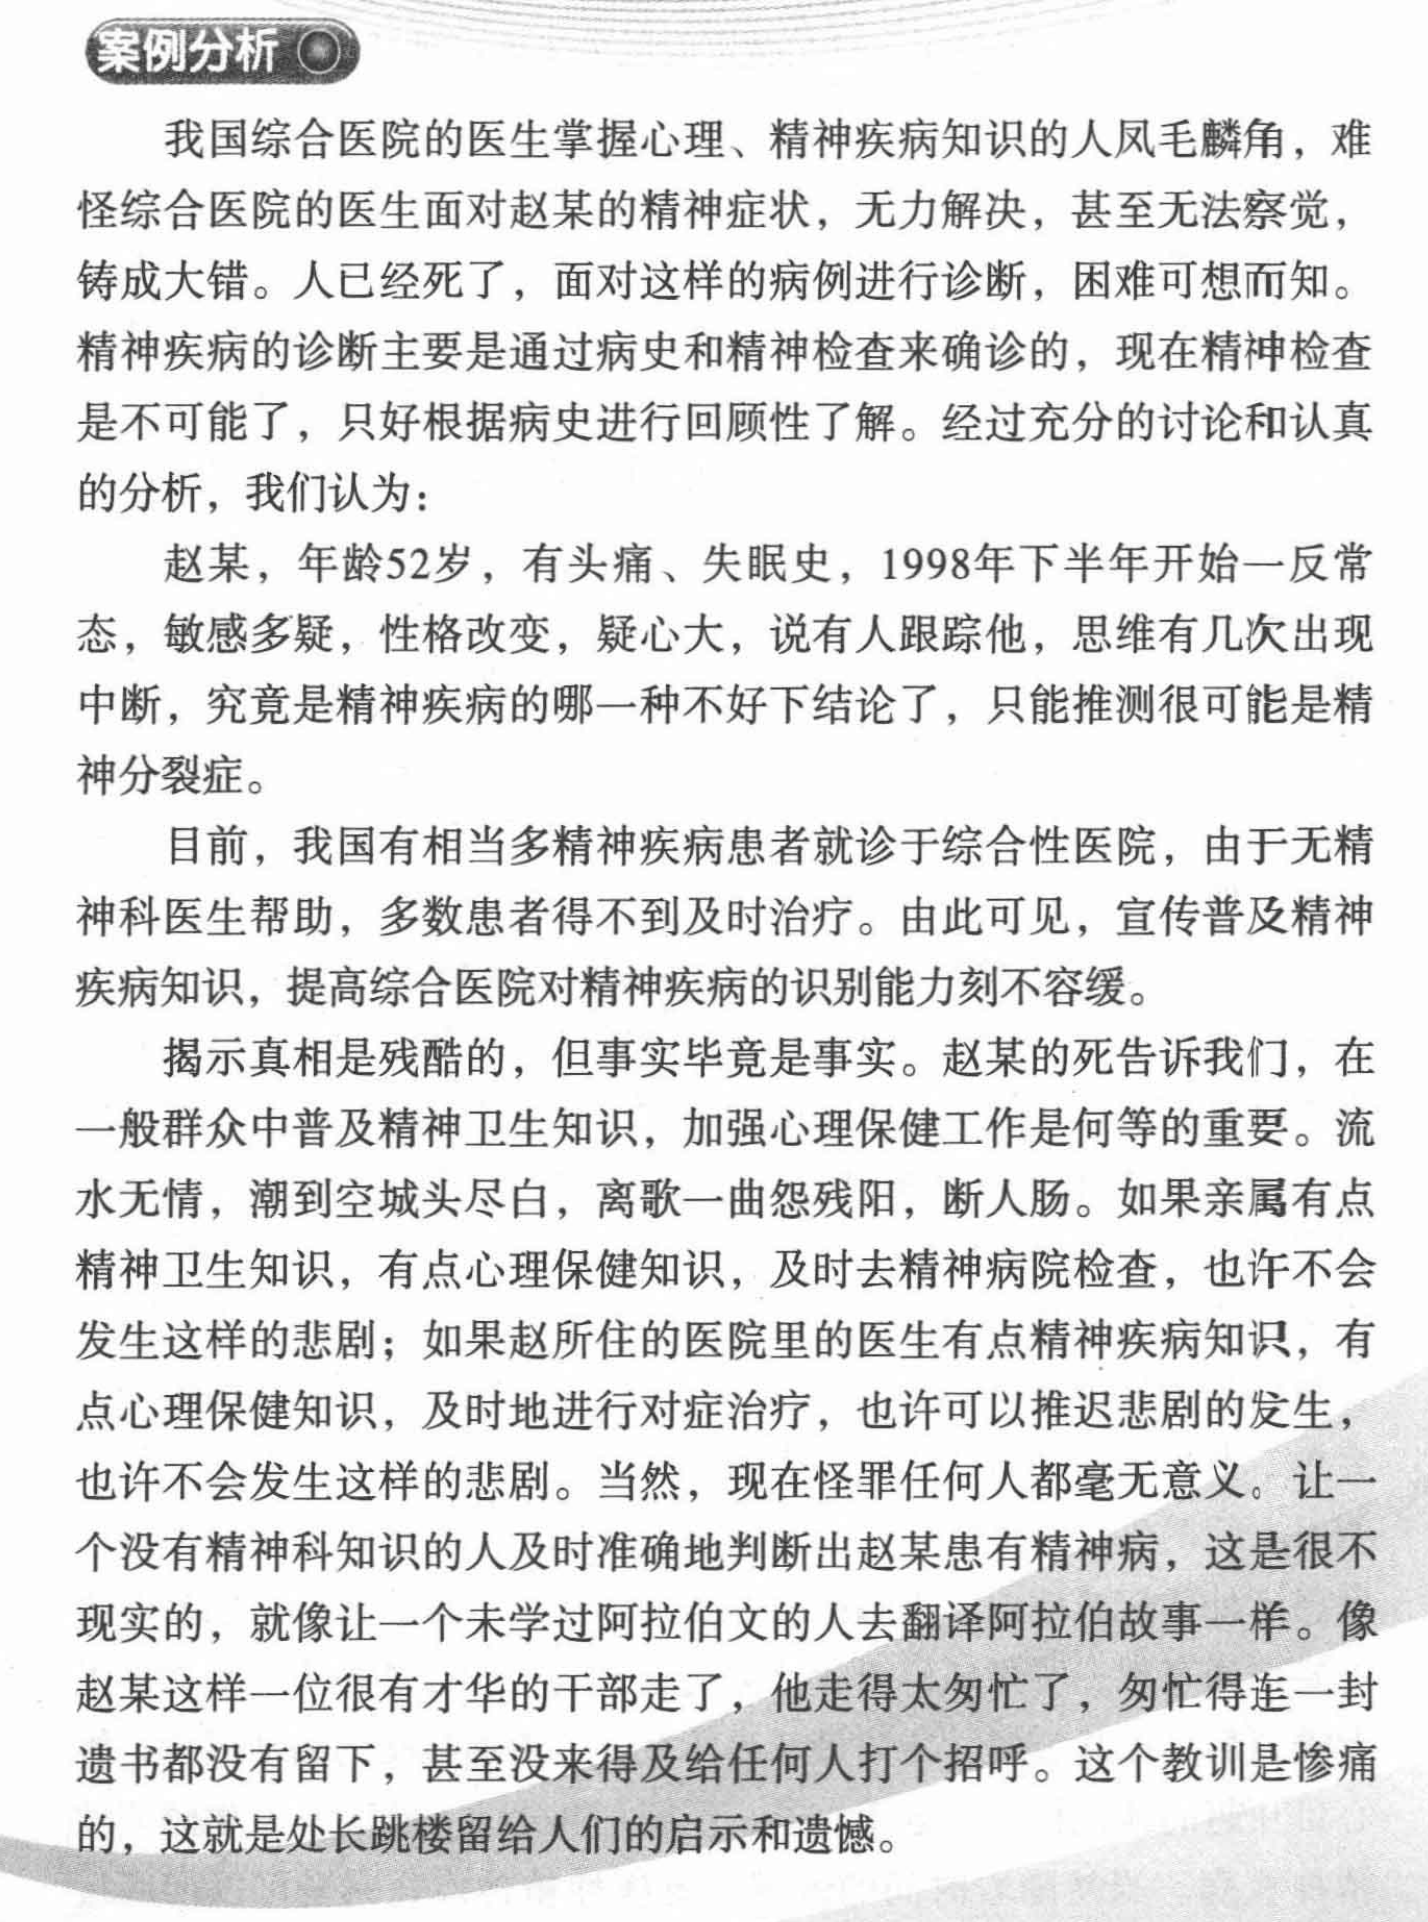 案例分析
我国综合医院的医生掌握心理、精神疾病知识的人凤毛麟角，难
怪综合医院的医生面对赵某的精神症状，无力解决，甚至无法察觉，
铸成大错。人已经死了，面对这样的病例进行诊断，困难可想而知。
精神疾病的诊断主要是通过病史和精神检查来确诊的，现在精神检查
是不可能了，只好根据病史进行回顾性了解。经过充分的讨论和认真
的分析，我们认为：
赵某，年龄52岁，有头痛、失眠史，1998年下半年开始一反常
态，敏感多疑，性格改变，疑心大，说有人跟踪他，思维有几次出现
中断，究竟是精神疾病的哪一种不好下结论了，只能推测很可能是精
神分裂症。
目前，我国有相当多精神疾病患者就诊于综合性医院，由于无精
神科医生帮助，多数患者得不到及时治疗。由此可见，宣传普及精神
疾病知识，提高综合医院对精神疾病的识别能力刻不容缓。
揭示真相是残酷的，但事实毕竟是事实。赵某的死告诉我们，在
一般群众中普及精神卫生知识，加强心理保健工作是何等的重要。流
水无情，潮到空城头尽白，离歌一曲怨残阳，断人肠。如果亲属有点
精神卫生知识，有点心理保健知识，及时去精神病院检查，也许不会
发生这样的悲剧；如果赵所住的医院里的医生有点精神疾病知识，有
点心理保健知识，及时地进行对症治疗，也许可以推迟悲剧的发生，
也许不会发生这样的悲剧。当然，现在怪罪任何人都毫无意义。让一
个没有精神科知识的人及时准确地判断出赵某患有精神病，这是很不
现实的，就像让一个未学过阿拉伯文的人去翻译阿拉伯故事一样。像
赵某这样一位很有才华的干部走了，他走得太匆忙了，匆忙得连一封
遗书都没有留下，甚至没来得及给任何人打个招呼。这个教训是惨痛
的，这就是处长跳楼留给人们的启示和遗憾。